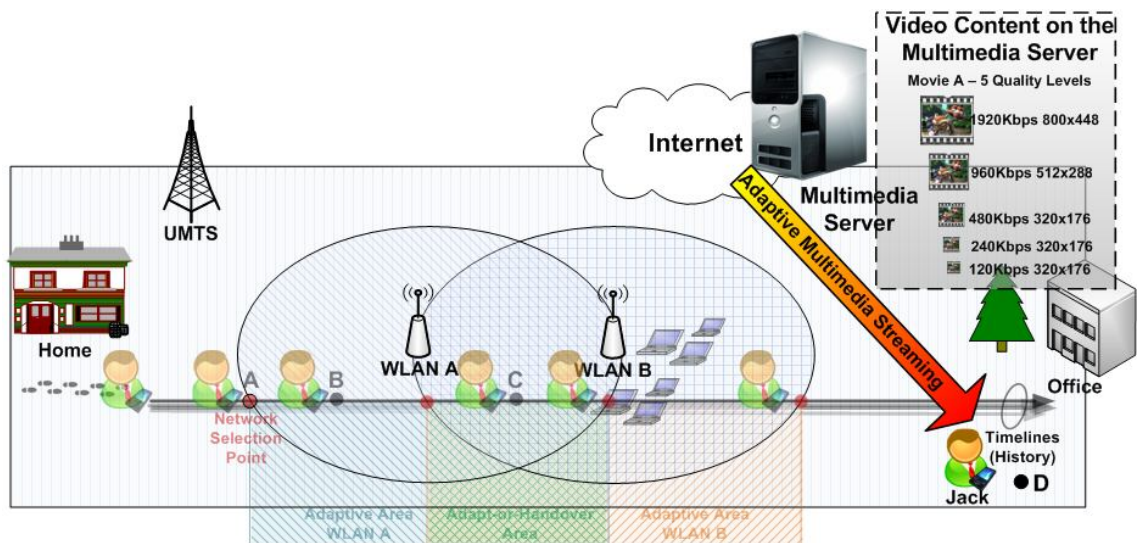 Video Content on the
Multimedia Server
Movie A – 5 Quality Levels
1920Kbps 800x448
960Kbps 512x288
480Kbps 320x176
240Kbps 320x176
120Kbps 320x176
Internet
Multimedia
Server
Adaptive Multimedia Streaming
UMTS
Home
WLAN A
WLAN B
Office
A
B
C
Network
Selection
Point
Timelines
(History)
D
Jack
Adaptive Area
WLAN A
Adapt-or-Handover
Area
Adaptive Area
WLAN B